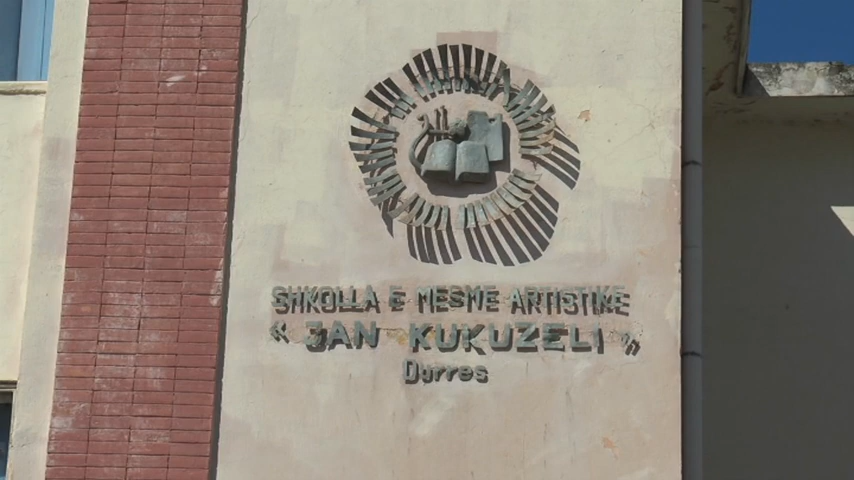 SHKOLLA E MESME ARTISTIKE
« JAN KUKUZELI »
Durres